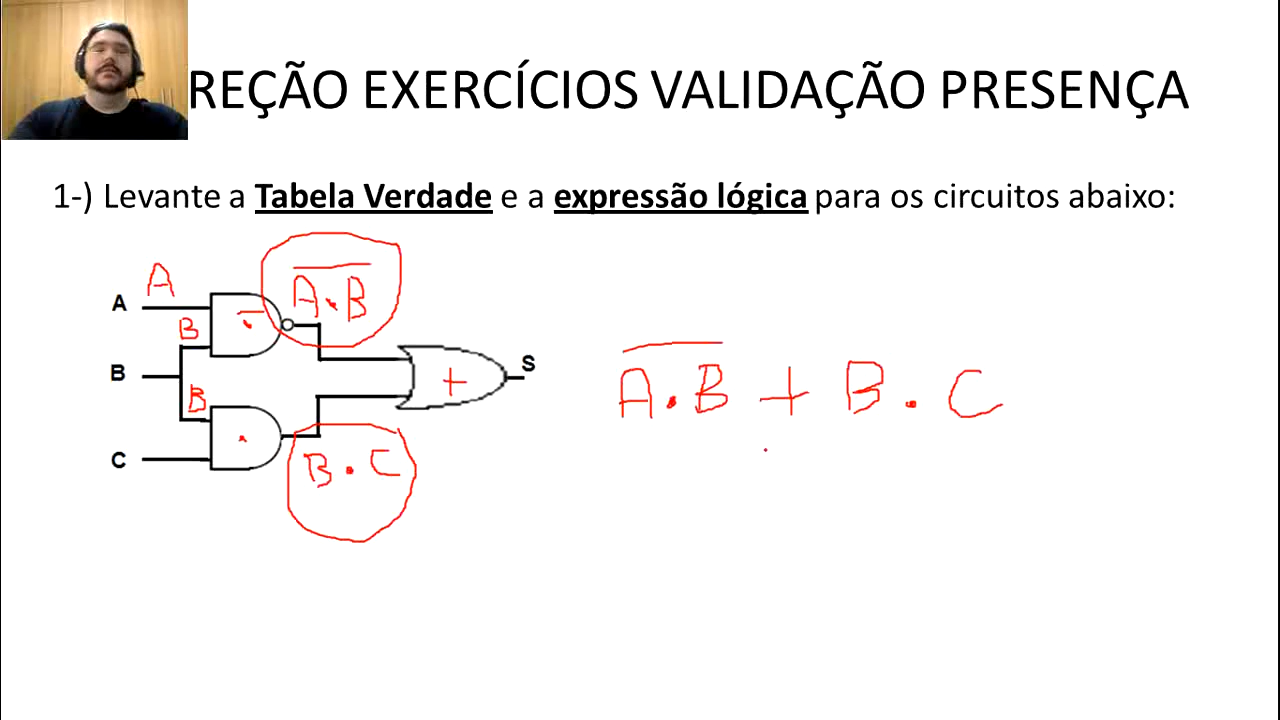 REÇÃO EXERCÍCIOS VALIDAÇÃO PRESENÇA
1-) Levante a Tabela Verdade e a expressão lógica para os circuitos abaixo:
A A B A̅·̅B̅
B B
C B·C
+ S
A̅·̅B̅ + B·C